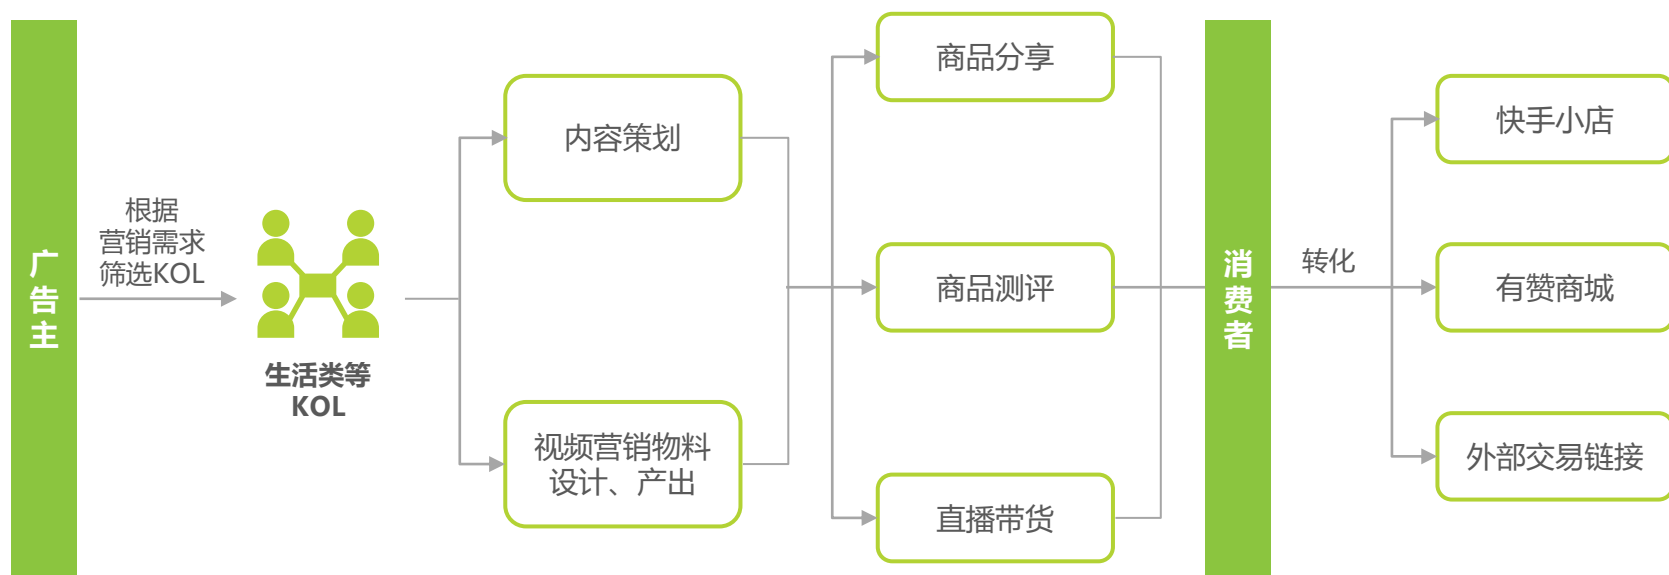 广告主
根据
营销需求
筛选KOL
生活类等
KOL
内容策划
视频营销物料
设计、产出
商品分享
商品测评
直播带货
消费者
转化
快手小店
有赞商城
外部交易链接